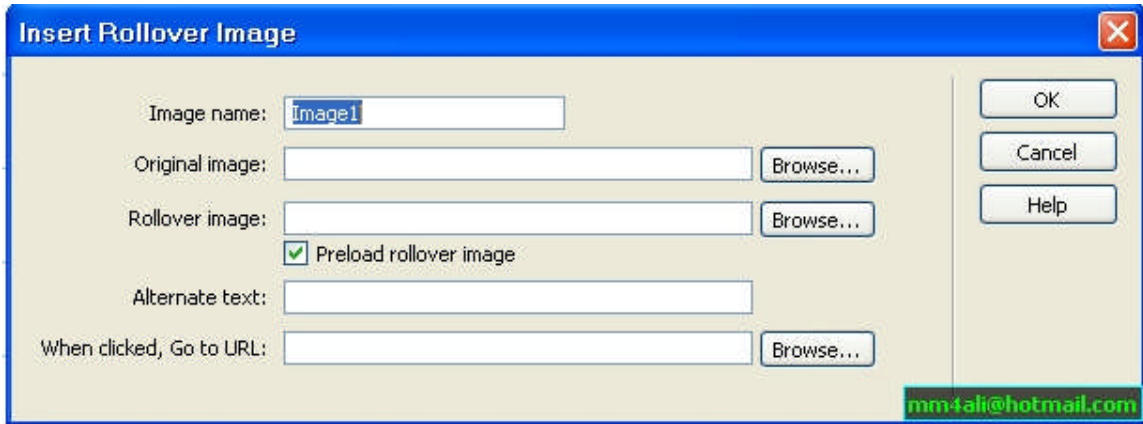 Insert Rollover Image
Image name: Image1
OK
Original image: Browse...
Cancel
Rollover image: Browse...
Help
Preload rollover image
Alternate text:
When clicked, Go to URL: Browse...
mm4ali@hotmail.com